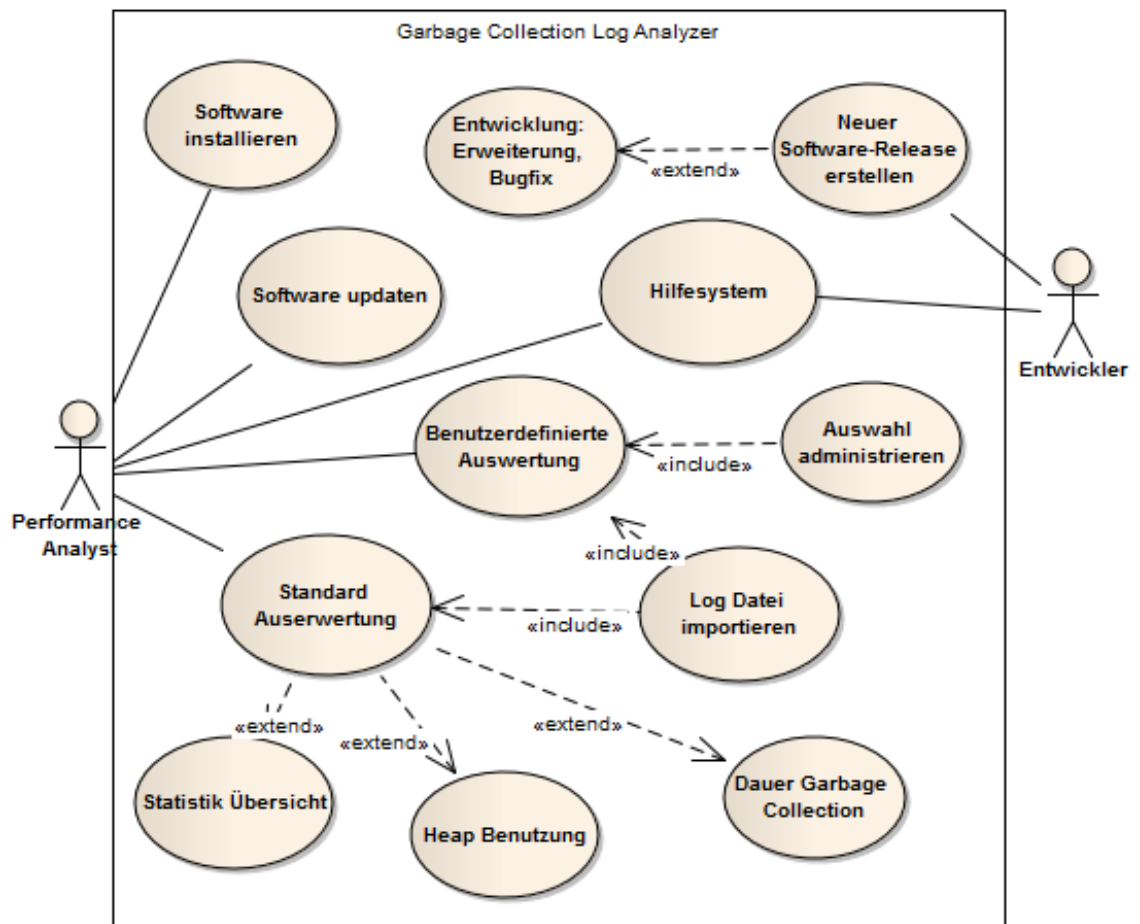 Garbage Collection Log Analyzer
Software
installieren
Entwicklung:
Erweiterung,
Bugfix
«extend»
Neuer
Software-Release
erstellen
Software updaten
Hilfesystem
Entwickler
Benutzerdefinierte
Auswertung
«include»
Auswahl
administrieren
Performance
Analyst
«include»
Standard
Auserwertung
«include»
Log Datei
importieren
«extend»
«extend»
«extend»
Statistik Übersicht
Heap Benutzung
Dauer Garbage
Collection